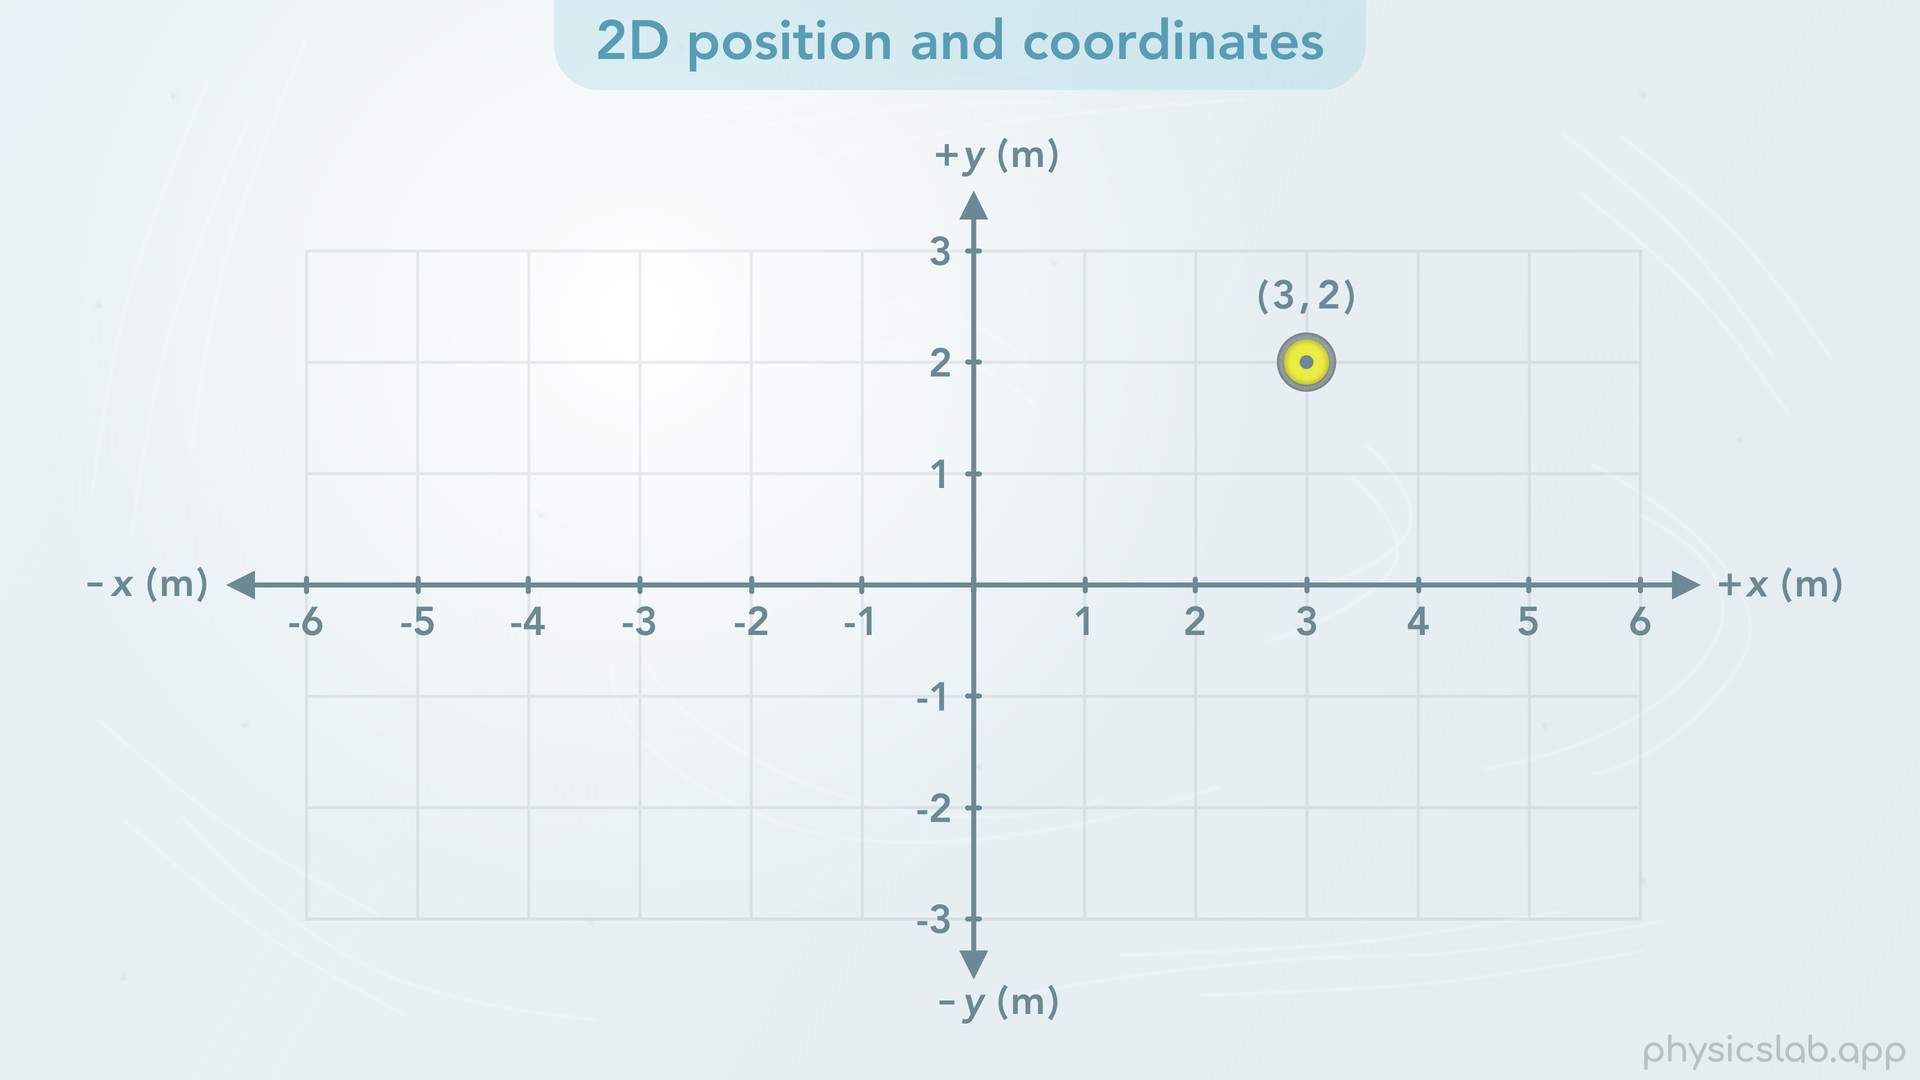 2D position and coordinates
+y (m)
3
(3,2)
2
1
-x (m)
+x (m)
-6 -5 -4 -3 -2 -1 1 2 3 4 5 6
-1
-2
-3
-y (m)
physicslab.app